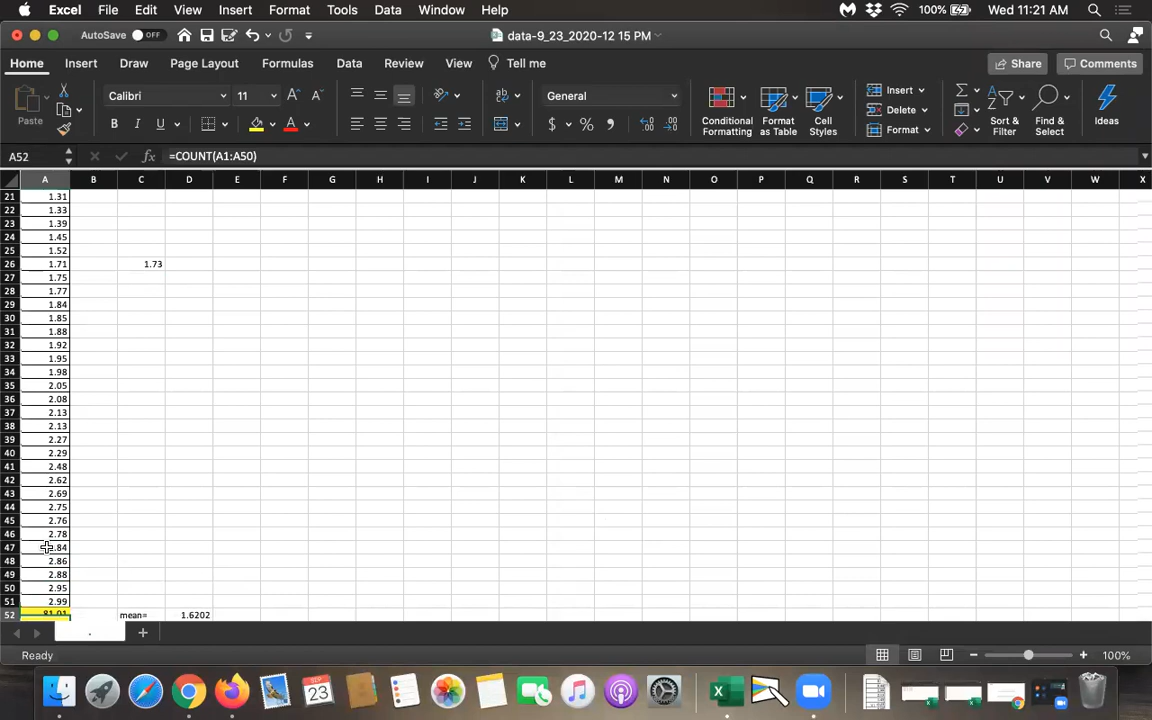 Excel File Edit View Insert Format Tools Data Window Help 100% Wed 11:21 AM
AutoSave OFF data-9_23_2020-12 15 PM
Home Insert Draw Page Layout Formulas Data Review View Tell me Share Comments
Paste Calibri 11 A A ab General Conditional Formatting Format as Table Cell Styles Insert Delete Format Sort & Filter Find & Select Ideas
B I U A $ % ,
A52 fx =COUNT(A1:A50)
A B C D E F G H I J K L M N O P Q R S T U V W X
21 1.31
22 1.33
23 1.39
24 1.45
25 1.52
26 1.71 1.73
27 1.75
28 1.77
29 1.84
30 1.85
31 1.88
32 1.92
33 1.95
34 1.98
35 2.05
36 2.08
37 2.13
38 2.13
39 2.27
40 2.29
41 2.48
42 2.62
43 2.69
44 2.75
45 2.76
46 2.78
47 .84
48 2.86
49 2.88
50 2.95
51 2.99
52 81.01 mean= 1.6202
.
Ready 100%
SEP
23